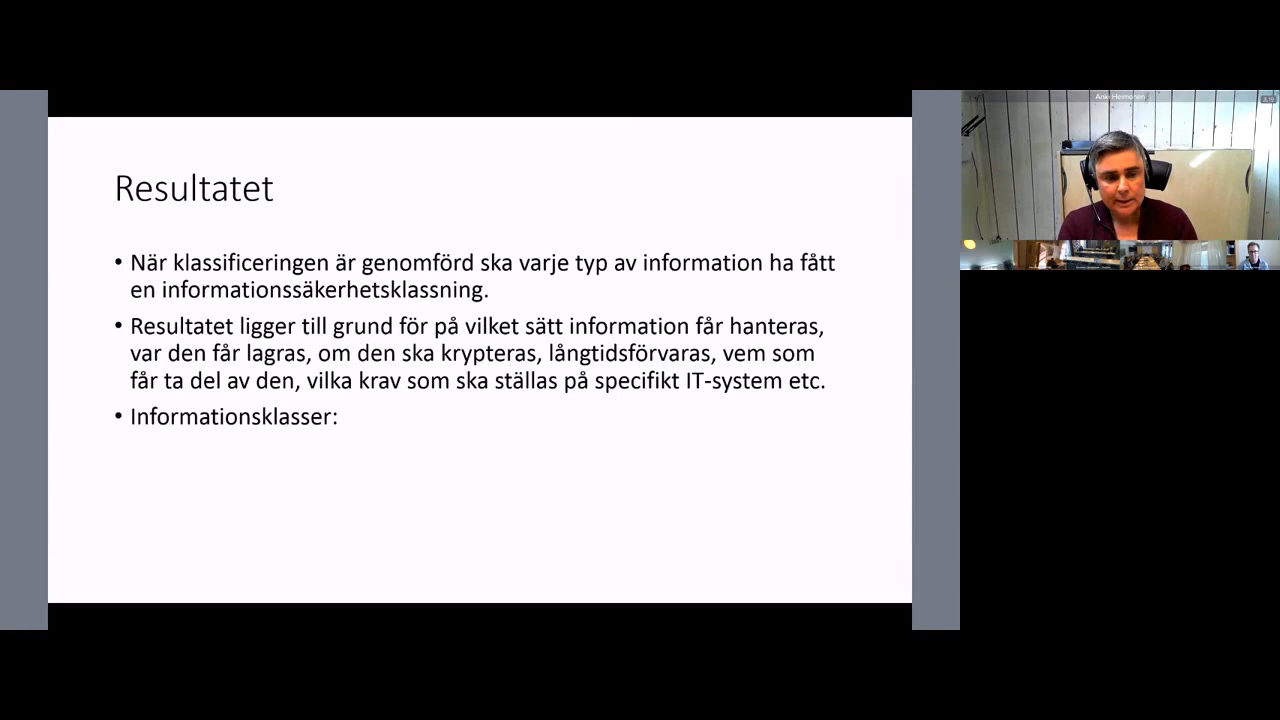 Resultatet
• När klassificeringen är genomförd ska varje typ av information ha fått
en informationssäkerhetsklassning.
• Resultatet ligger till grund för på vilket sätt information får hanteras,
var den får lagras, om den ska krypteras, långtidsförvaras, vem som
får ta del av den, vilka krav som ska ställas på specifikt IT-system etc.
• Informationsklasser: